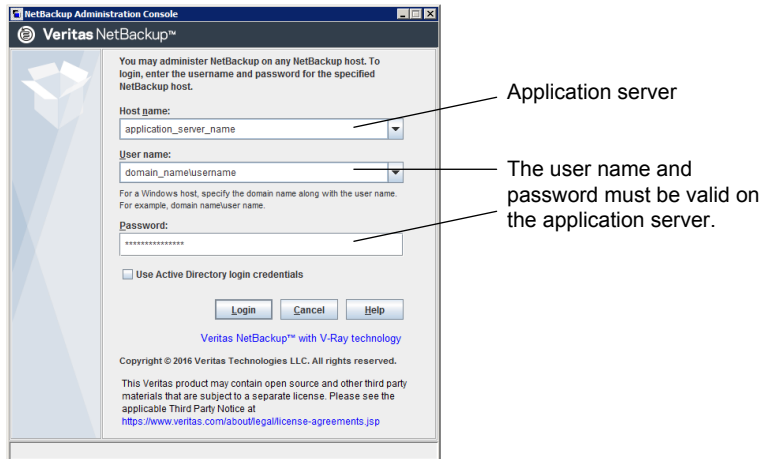 NetBackup Administration Console
Veritas NetBackup™
You may administer NetBackup on any NetBackup host. To
login, enter the username and password for the specified
NetBackup host.
Host name:
application_server_name
User name:
domain_name\username
For a Windows host, specify the domain name along with the user name.
For example, domain name\user name.
Password:
***************
Use Active Directory login credentials
Login
Cancel
Help
Veritas NetBackup™ with V-Ray technology
Copyright © 2016 Veritas Technologies LLC. All rights reserved.
This Veritas product may contain open source and other third party
materials that are subject to a separate license. Please see the
applicable Third Party Notice at
https://www.veritas.com/about/legal/license-agreements.jsp
Application server
The user name and
password must be valid on
the application server.